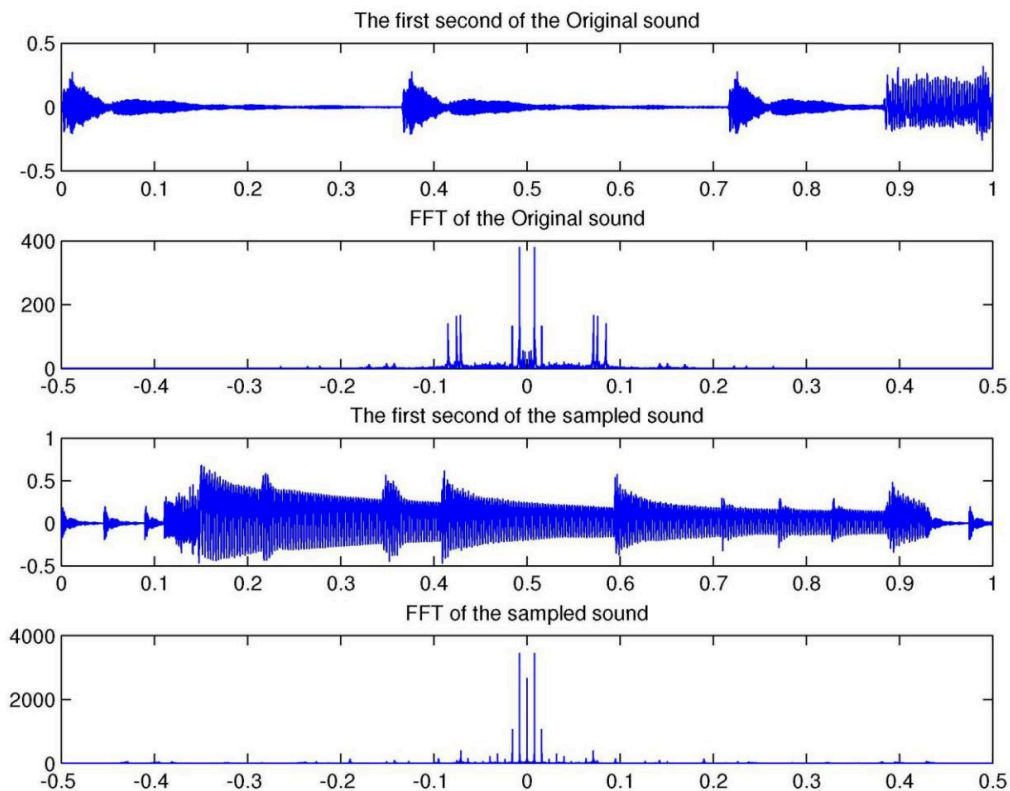 The first second of the Original sound
0.5
0
-0.5
0 0.1 0.2 0.3 0.4 0.5 0.6 0.7 0.8 0.9 1
FFT of the Original sound
400
200
0
-0.5 -0.4 -0.3 -0.2 -0.1 0 0.1 0.2 0.3 0.4 0.5
The first second of the sampled sound
1
0.5
0
-0.5
0 0.1 0.2 0.3 0.4 0.5 0.6 0.7 0.8 0.9 1
FFT of the sampled sound
4000
2000
0
-0.5 -0.4 -0.3 -0.2 -0.1 0 0.1 0.2 0.3 0.4 0.5